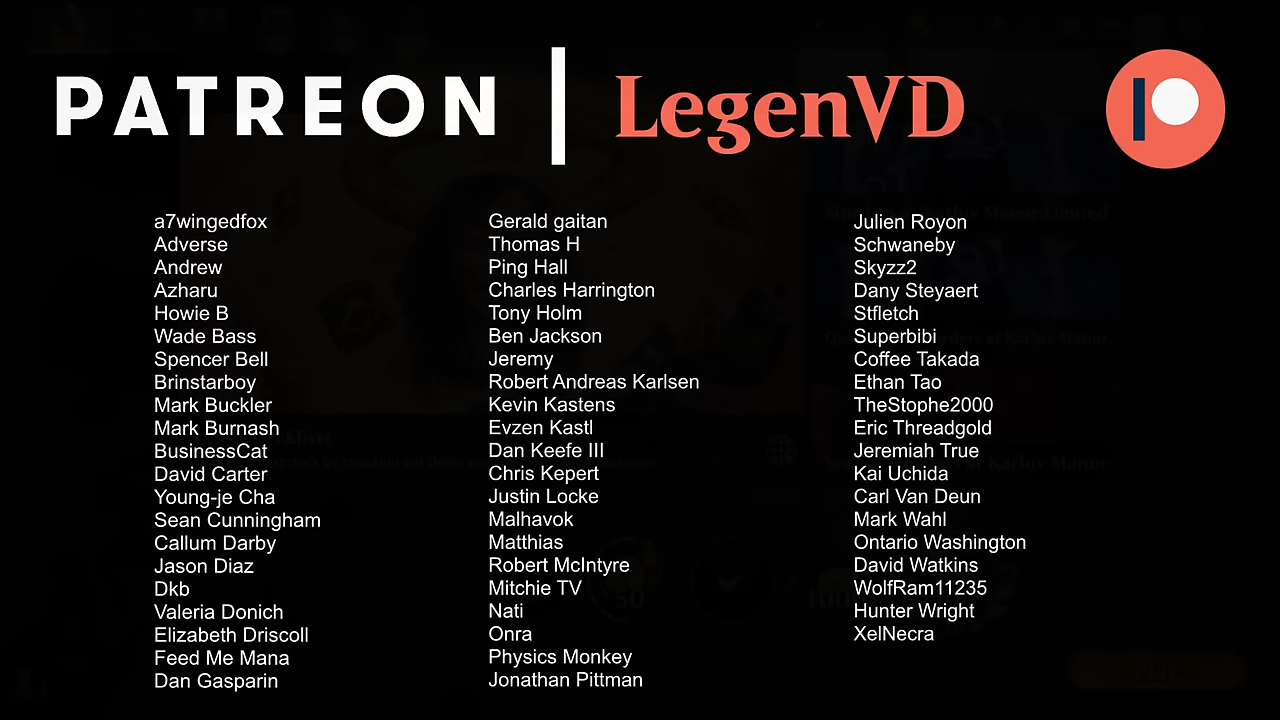 PATREON | LegenVD
a7wingedfox
Adverse
Andrew
Azharu
Howie B
Wade Bass
Spencer Bell
Brinstarboy
Mark Buckler
Mark Burnash
BusinessCat
David Carter
Young-je Cha
Sean Cunningham
Callum Darby
Jason Diaz
Dkb
Valeria Donich
Elizabeth Driscoll
Feed Me Mana
Dan Gasparin
Gerald gaitan
Thomas H
Ping Hall
Charles Harrington
Tony Holm
Ben Jackson
Jeremy
Robert Andreas Karlsen
Kevin Kastens
Evzen Kastl
Dan Keefe III
Chris Kepert
Justin Locke
Malhavok
Matthias
Robert McIntyre
Mitchie TV
Nati
Onra
Physics Monkey
Jonathan Pittman
Julien Royon
Schwaneby
Skyzz2
Dany Steyaert
Stfletch
Superbibi
Coffee Takada
Ethan Tao
TheStophe2000
Eric Threadgold
Jeremiah True
Kai Uchida
Carl Van Deun
Mark Wahl
Ontario Washington
David Watkins
WolfRam11235
Hunter Wright
XelNecra